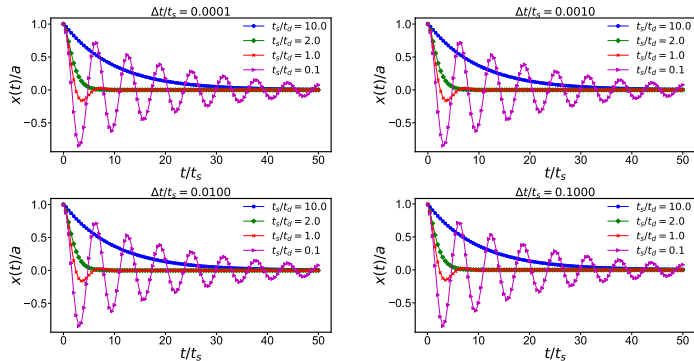 Δt/t_s = 0.0001
x(t)/a
1.0
0.5
0.0
−0.5
t_s/t_d = 10.0
t_s/t_d = 2.0
t_s/t_d = 1.0
t_s/t_d = 0.1
0 10 20 30 40 50
t/t_s
Δt/t_s = 0.0010
x(t)/a
1.0
0.5
0.0
−0.5
t_s/t_d = 10.0
t_s/t_d = 2.0
t_s/t_d = 1.0
t_s/t_d = 0.1
0 10 20 30 40 50
t/t_s
Δt/t_s = 0.0100
x(t)/a
1.0
0.5
0.0
−0.5
t_s/t_d = 10.0
t_s/t_d = 2.0
t_s/t_d = 1.0
t_s/t_d = 0.1
0 10 20 30 40 50
t/t_s
Δt/t_s = 0.1000
x(t)/a
1.0
0.5
0.0
−0.5
t_s/t_d = 10.0
t_s/t_d = 2.0
t_s/t_d = 1.0
t_s/t_d = 0.1
0 10 20 30 40 50
t/t_s